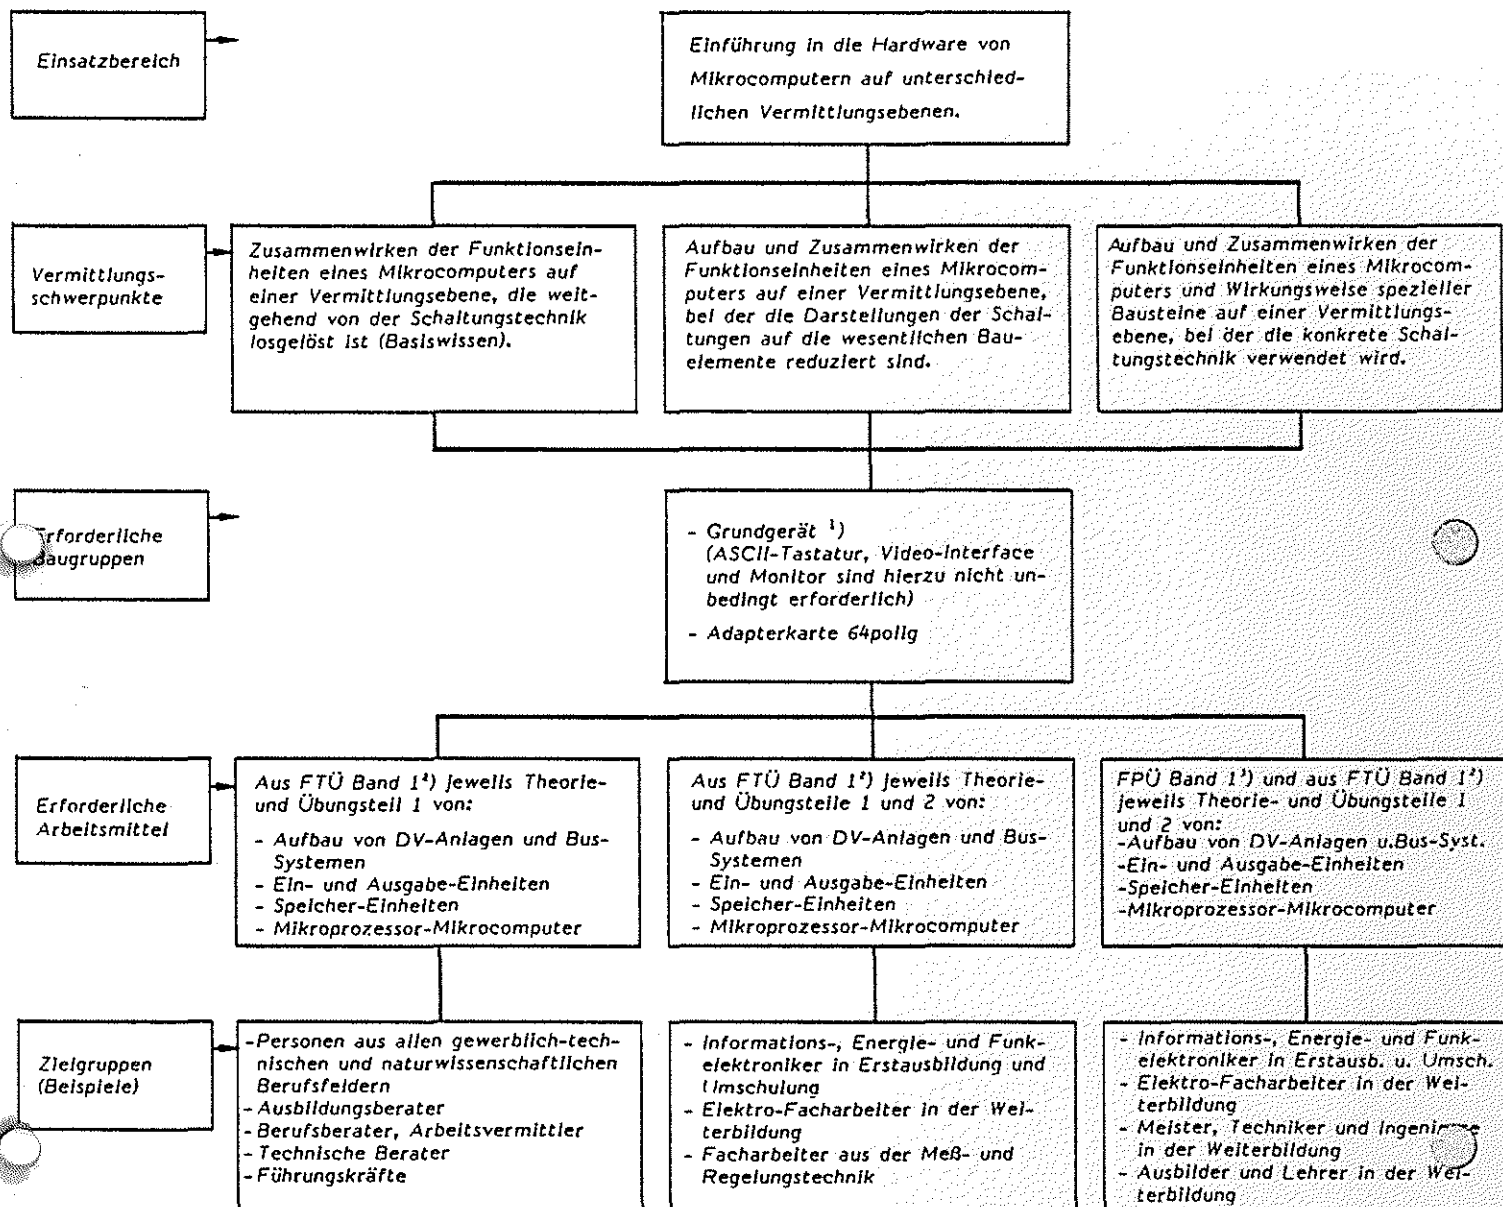 Einsatzbereich
Einführung in die Hardware von
Mikrocomputern auf unterschied-
lichen Vermittlungsebenen.
Vermittlungs-
schwerpunkte
Zusammenwirken der Funktionsein-
heiten eines Mikrocomputers auf
einer Vermittlungsebene, die weit-
gehend von der Schaltungstechnik
losgelöst ist (Basiswissen).
Aufbau und Zusammenwirken der
Funktionseinheiten eines Mikrocom-
puters auf einer Vermittlungsebene,
bei der die Darstellungen der Schal-
tungen auf die wesentlichen Bau-
elemente reduziert sind.
Aufbau und Zusammenwirken der
Funktionseinheiten eines Mikrocom-
puters und Wirkungsweise spezieller
Bausteine auf einer Vermittlungs-
ebene, bei der die konkrete Schal-
tungstechnik verwendet wird.
Erforderliche
Baugruppen
- Grundgerät ¹)
(ASCII-Tastatur, Video-Interface
und Monitor sind hierzu nicht un-
bedingt erforderlich)
- Adapterkarte 64polig
Erforderliche
Arbeitsmittel
Aus FTÜ Band 1²) jeweils Theorie-
und Übungsteil 1 von:
- Aufbau von DV-Anlagen und Bus-
Systemen
- Ein- und Ausgabe-Einheiten
- Speicher-Einheiten
- Mikroprozessor-Mikrocomputer
Aus FTÜ Band 1²) jeweils Theorie-
und Übungsteile 1 und 2 von:
- Aufbau von DV-Anlagen und Bus-
Systemen
- Ein- und Ausgabe-Einheiten
- Speicher-Einheiten
- Mikroprozessor-Mikrocomputer
FPÜ Band 1³) und aus FTÜ Band 1²)
jeweils Theorie- und Übungsteile 1
und 2 von:
-Aufbau von DV-Anlagen u.Bus-Syst.
-Ein- und Ausgabe-Einheiten
-Speicher-Einheiten
-Mikroprozessor-Mikrocomputer
Zielgruppen
(Beispiele)
-Personen aus allen gewerblich-tech-
nischen und naturwissenschaftlichen
Berufsfeldern
-Ausbildungsberater
-Berufsberater, Arbeitsvermittler
-Technische Berater
-Führungskräfte
- Informations-, Energie- und Funk-
elektroniker in Erstausbildung und
Umschulung
- Elektro-Facharbeiter in der Wei-
terbildung
- Facharbeiter aus der Meß- und
Regelungstechnik
- Informations-, Energie- und Funk-
elektroniker in Erstausb. u. Umsch.
- Elektro-Facharbeiter in der Wei-
terbildung
- Meister, Techniker und Ingenieure
in der Weiterbildung
- Ausbilder und Lehrer in der Wei-
terbildung